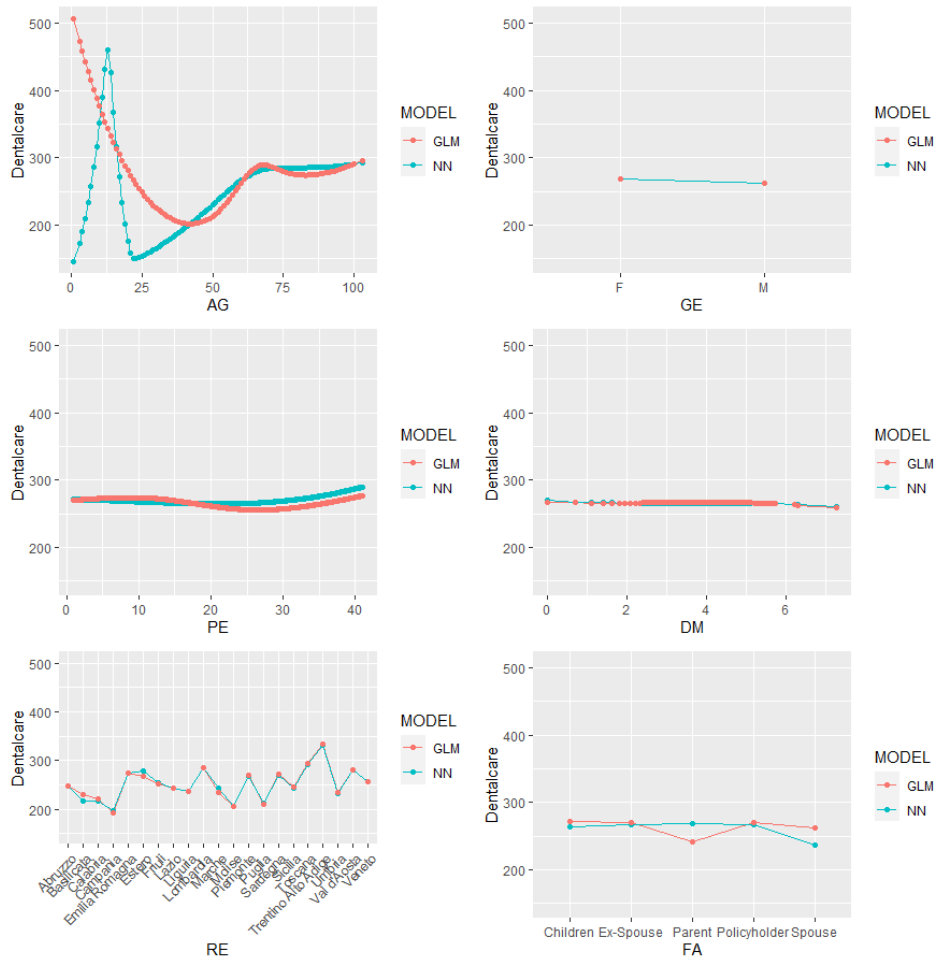 500
400
300
200
Dentalcare
0
25
50
75
100
AG
MODEL
GLM
NN
500
400
300
200
Dentalcare
F
M
GE
MODEL
GLM
NN
500
400
300
200
Dentalcare
0
10
20
30
40
PE
MODEL
GLM
NN
500
400
300
200
Dentalcare
0
2
4
6
DM
MODEL
GLM
NN
500
400
300
200
Dentalcare
Abruzzo
Basilicata
Calabria
Campania
Emilia Romagna
Estero
Friuli
Lazio
Liguria
Lombardia
Marche
Molise
Piemonte
Puglia
Sardegna
Sicilia
Toscana
Trentino Alto Adige
Umbria
Val d'Aosta
Veneto
RE
MODEL
GLM
NN
500
400
300
200
Dentalcare
Children
Ex-Spouse
Parent
Policyholder
Spouse
FA
MODEL
GLM
NN